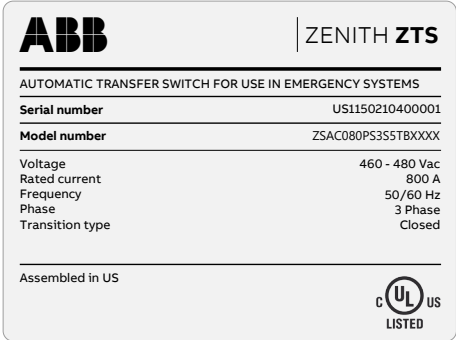 ABB
ZENITH ZTS
AUTOMATIC TRANSFER SWITCH FOR USE IN EMERGENCY SYSTEMS
Serial number US1150210400001
Model number ZSAC080PS3S5TBXXXX
Voltage 460 - 480 Vac
Rated current 800 A
Frequency 50/60 Hz
Phase 3 Phase
Transition type Closed
Assembled in US
C UL US
LISTED